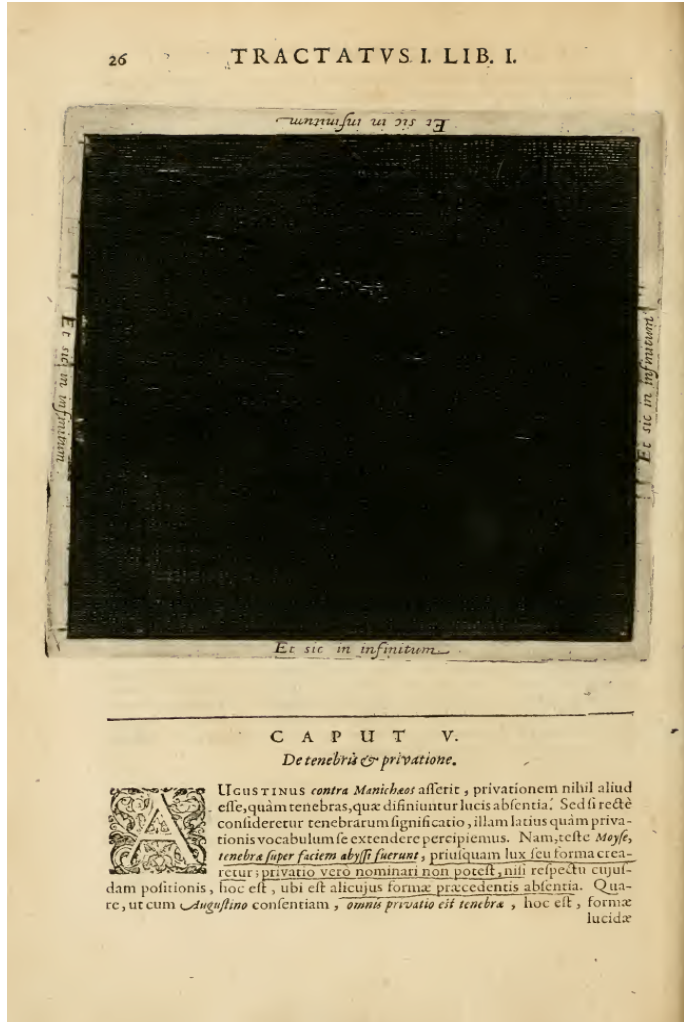 26 TRACTATVS I. LIB. I.
Et sic in infinitum
Et sic in infinitum
Et sic in infinitum
Et sic in infinitum
CAPUT V.
De tenebris & privatione.
AUGUSTINUS contra Manichæos aſſerit, privationem nihil aliud
eſſe, quàm tenebras, quæ difiniuntur lucis abſentia. Sed ſi rectè
conſideretur tenebrarum ſignificatio, illam latius quàm priva-
tionis vocabulum ſe extendere percipiemus. Nam, teſte Moyſe,
tenebræ ſuper faciem abyſſi fuerunt, priuſquam lux ſeu forma crea-
retur; privatio verò nominari non poteſt, niſi reſpectu cujuſ-
dam poſitionis, hoc eſt, ubi eſt alicujus formæ præcedentis abſentia. Qua-
re, ut cum Auguſtino conſentiam, omnis privatio eſt tenebræ, hoc eſt, formæ
lucidæ